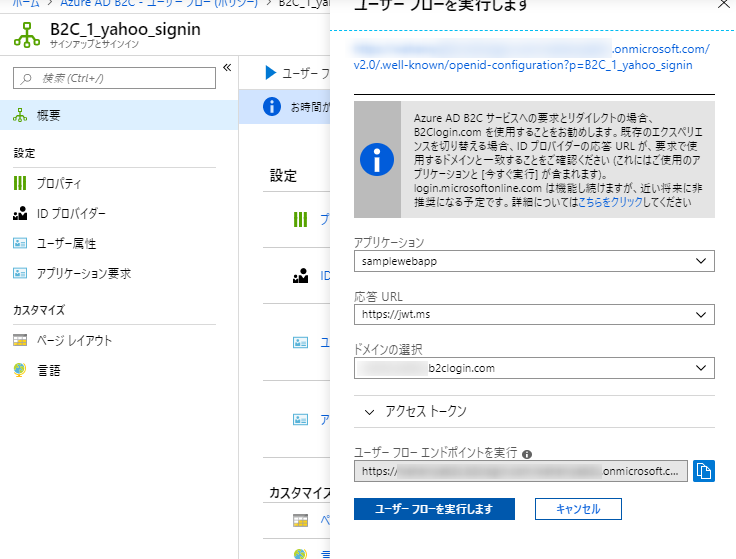 ホーム › Azure AD B2C - ユーザー フロー (ポリシー) › B2C_1_yahoo_
B2C_1_yahoo_signin
サインアップとサインイン
検索 (Ctrl+/)
概要
設定
プロパティ
ID プロバイダー
ユーザー属性
アプリケーション要求
カスタマイズ
ページ レイアウト
言語
ユーザー フ
お時間が
設定
プ
ID
ユ
ア
カスタマイズ
ペ
言
ユーザー フローを実行します
.onmicrosoft.com/
v2.0/.well-known/openid-configuration?p=B2C_1_yahoo_signin
Azure AD B2C サービスへの要求とリダイレクトの場合、
B2Clogin.com を使用することをお勧めします。既存のエクスペリエ
ンスを切り替える場合、ID プロバイダーの応答 URL が、要求で使
用するドメインと一致することをご確認ください (これにはご使用のア
プリケーションと [今すぐ実行] が含まれます)。
login.microsoftonline.com は機能し続けますが、近い将来に非
推奨になる予定です。詳細についてはこちらをクリックしてください
アプリケーション
samplewebapp
応答 URL
https://jwt.ms
ドメインの選択
b2clogin.com
アクセス トークン
ユーザー フロー エンドポイントを実行
https:// .onmicrosoft.c...
ユーザー フローを実行します
キャンセル